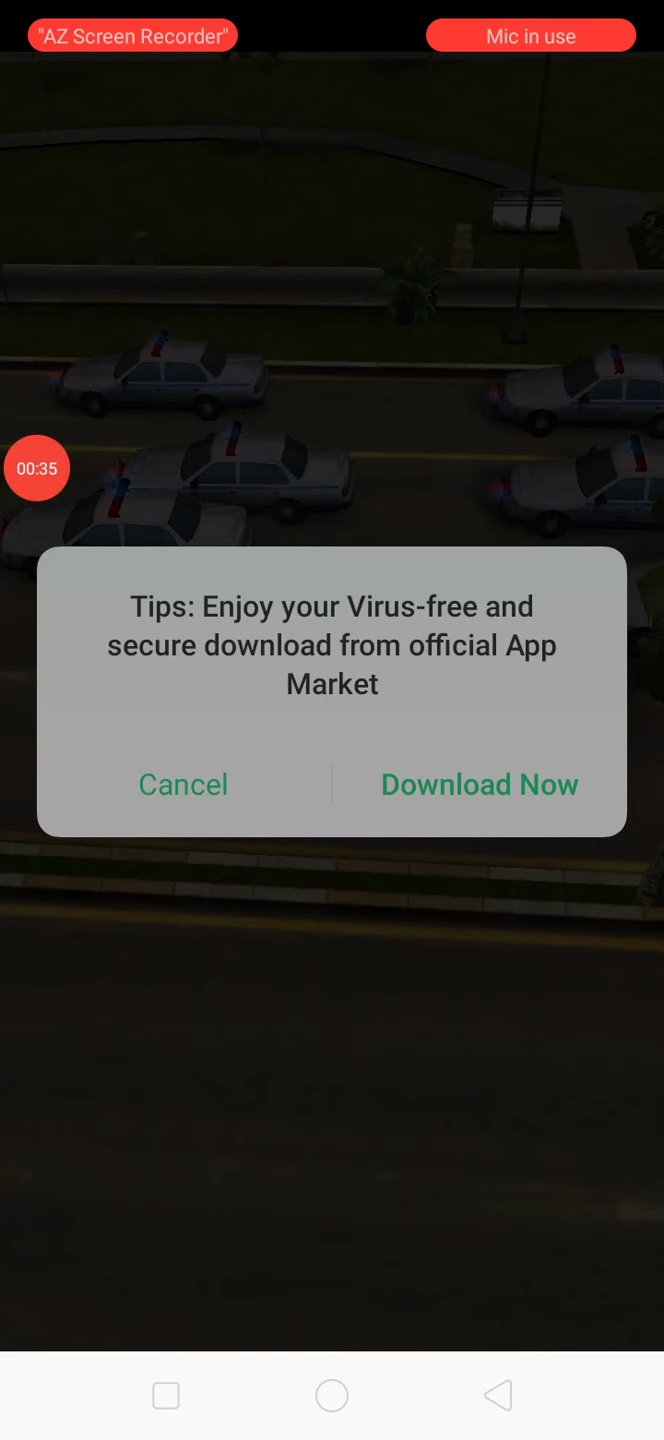 "AZ Screen Recorder"
Mic in use
00:35
Tips: Enjoy your Virus-free and
secure download from official App
Market
Cancel
Download Now